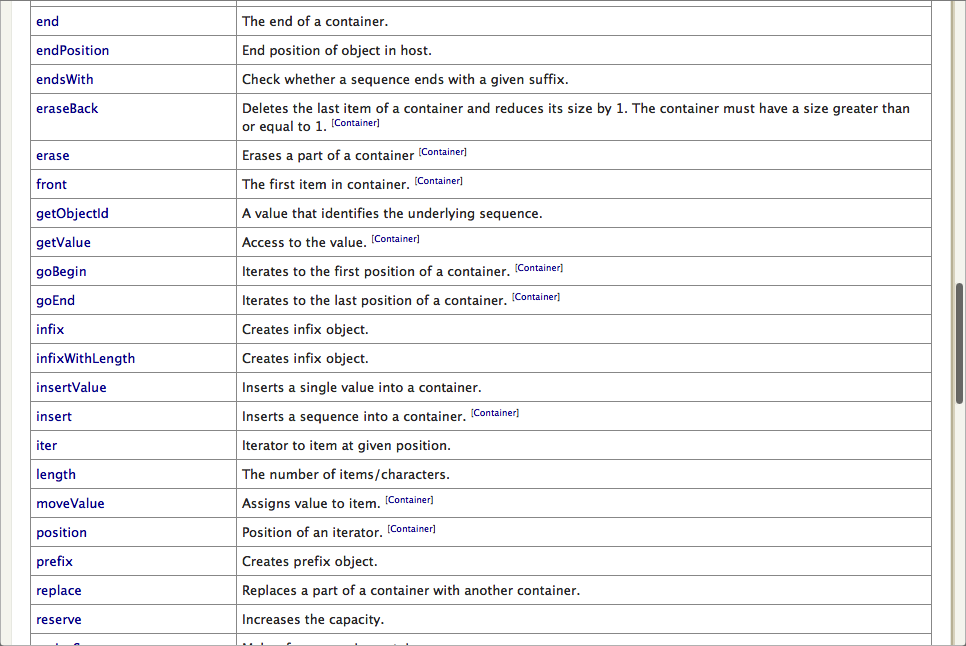 end The end of a container.
endPosition End position of object in host.
endsWith Check whether a sequence ends with a given suffix.
eraseBack Deletes the last item of a container and reduces its size by 1. The container must have a size greater than
or equal to 1. [Container]
erase Erases a part of a container [Container]
front The first item in container. [Container]
getObjectId A value that identifies the underlying sequence.
getValue Access to the value. [Container]
goBegin Iterates to the first position of a container. [Container]
goEnd Iterates to the last position of a container. [Container]
infix Creates infix object.
infixWithLength Creates infix object.
insertValue Inserts a single value into a container.
insert Inserts a sequence into a container. [Container]
iter Iterator to item at given position.
length The number of items/characters.
moveValue Assigns value to item. [Container]
position Position of an iterator. [Container]
prefix Creates prefix object.
replace Replaces a part of a container with another container.
reserve Increases the capacity.